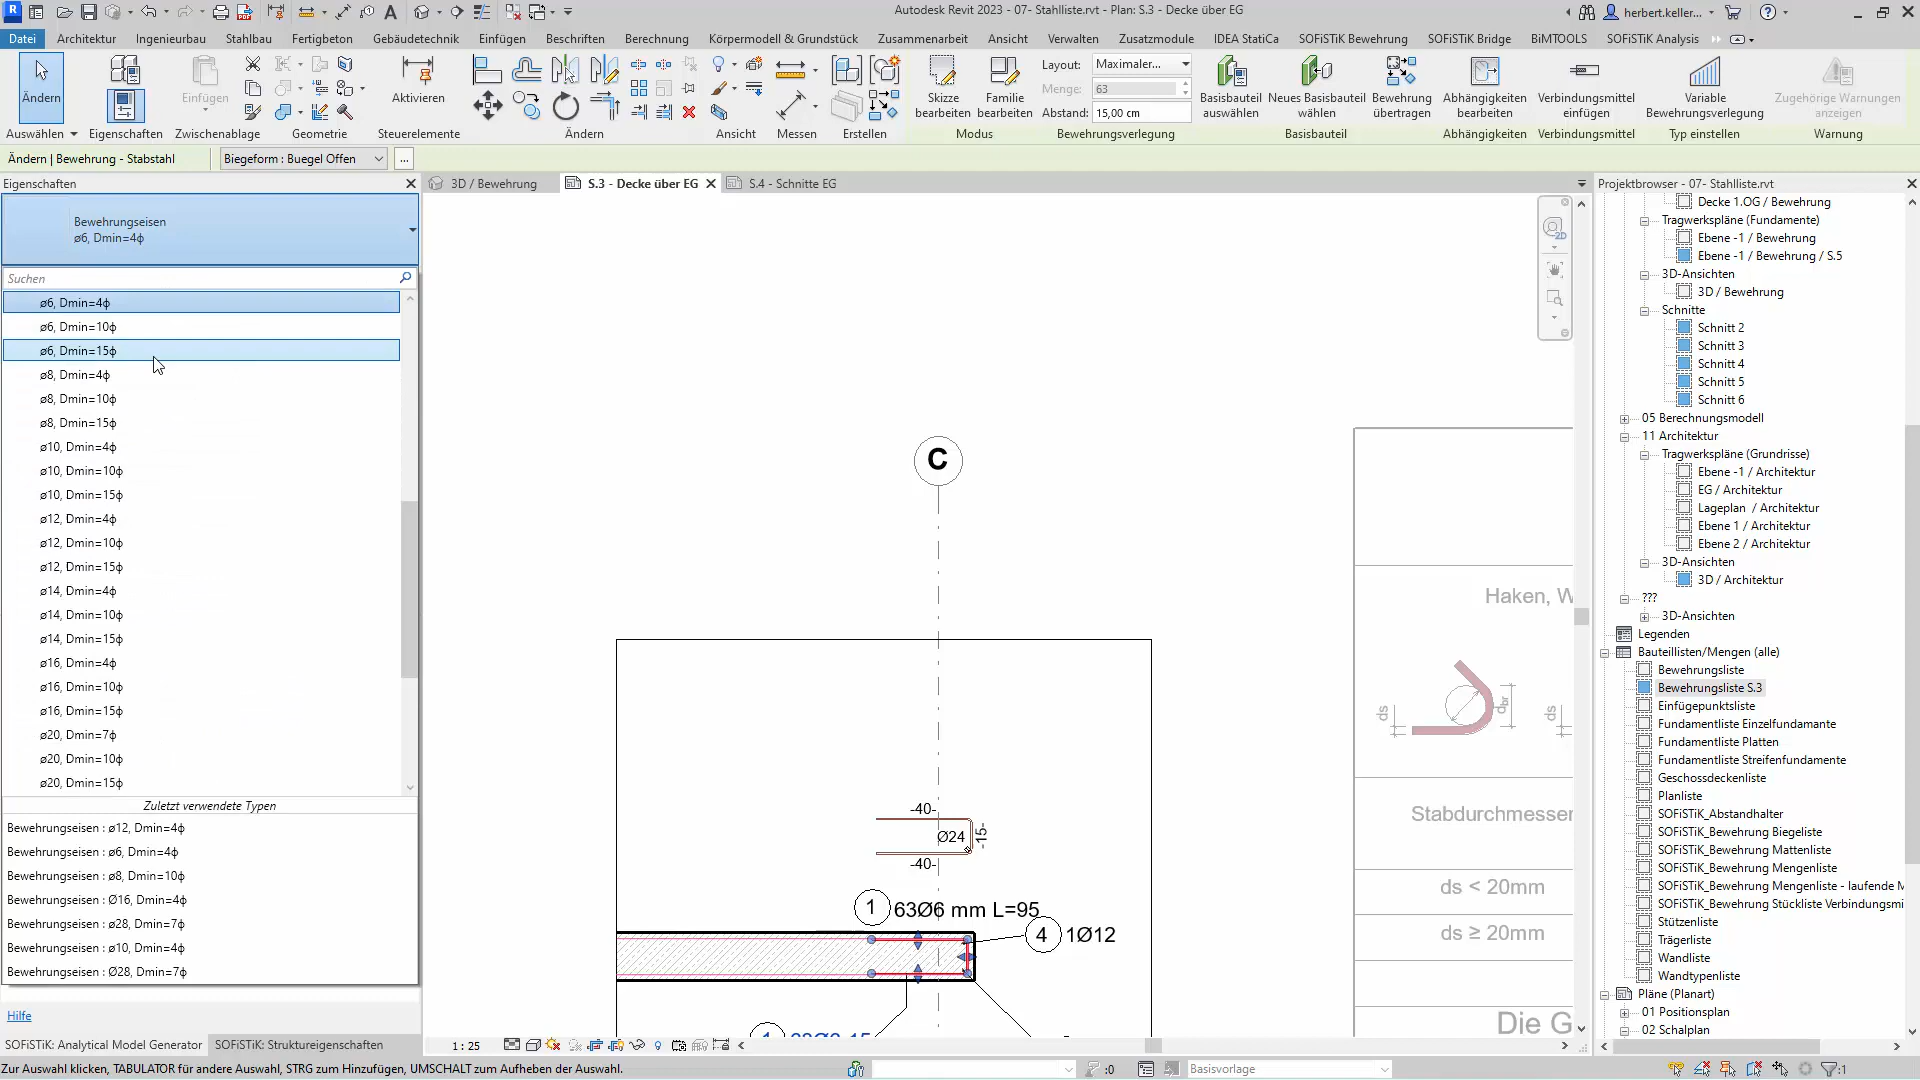 Autodesk Revit 2023 - 07- Stahlliste.rvt - Plan: S.3 - Decke über EG
herbert.keller...
Datei Architektur Ingenieurbau Stahlbau Fertigbeton Gebäudetechnik Einfügen Beschriften Berechnung Körpermodell & Grundstück Zusammenarbeit Ansicht Verwalten Zusatzmodule IDEA StatiCa SOFiSTiK Bewehrung SOFiSTiK Bridge BiMTOOLS SOFiSTiK Analysis
Ändern
Einfügen
Aktivieren
Skizze bearbeiten
Familie bearbeiten
Layout: Maximaler...
Menge: 63
Abstand: 15,00 cm
Basisbauteil auswählen
Neues Basisbauteil wählen
Bewehrung übertragen
Abhängigkeiten bearbeiten
Verbindungsmittel einfügen
Variable Bewehrungsverlegung
Zugehörige Warnungen anzeigen
Auswählen Eigenschaften Zwischenablage Geometrie Steuerelemente Ändern Ansicht Messen Erstellen Modus Bewehrungsverlegung Basisbauteil Abhängigkeiten Verbindungsmittel Typ einstellen Warnung
Ändern | Bewehrung - Stabstahl
Biegeform : Buegel Offen
...
Eigenschaften
3D / Bewehrung
S.3 - Decke über EG
S.4 - Schnitte EG
Bewehrungseisen
ø6, Dmin=4ϕ
Suchen
ø6, Dmin=4ϕ
ø6, Dmin=10ϕ
ø6, Dmin=15ϕ
ø8, Dmin=4ϕ
ø8, Dmin=10ϕ
ø8, Dmin=15ϕ
ø10, Dmin=4ϕ
ø10, Dmin=10ϕ
ø10, Dmin=15ϕ
ø12, Dmin=4ϕ
ø12, Dmin=10ϕ
ø12, Dmin=15ϕ
ø14, Dmin=4ϕ
ø14, Dmin=10ϕ
ø14, Dmin=15ϕ
ø16, Dmin=4ϕ
ø16, Dmin=10ϕ
ø16, Dmin=15ϕ
ø20, Dmin=7ϕ
ø20, Dmin=10ϕ
ø20, Dmin=15ϕ
Zuletzt verwendete Typen
Bewehrungseisen : ø12, Dmin=4ϕ
Bewehrungseisen : ø6, Dmin=4ϕ
Bewehrungseisen : ø8, Dmin=10ϕ
Bewehrungseisen : Ø16, Dmin=4ϕ
Bewehrungseisen : ø28, Dmin=7ϕ
Bewehrungseisen : ø10, Dmin=4ϕ
Bewehrungseisen : Ø28, Dmin=7ϕ
Hilfe
SOFiSTiK: Analytical Model Generator
SOFiSTiK: Struktureigenschaften
2D
C
-40-
Ø24
-15-
-40-
1 63Ø6 mm L=95
4 1Ø12
Haken, W
ds
dbr
ds
Stabdurchmesser
ds < 20mm
ds ≥ 20mm
Die G
1 : 25
Projektbrowser - 07- Stahlliste.rvt
Decke 1.OG / Bewehrung
Tragwerkspläne (Fundamente)
Ebene -1 / Bewehrung
Ebene -1 / Bewehrung / S.5
3D-Ansichten
3D / Bewehrung
Schnitte
Schnitt 2
Schnitt 3
Schnitt 4
Schnitt 5
Schnitt 6
05 Berechnungsmodell
11 Architektur
Tragwerkspläne (Grundrisse)
Ebene -1 / Architektur
EG / Architektur
Lageplan / Architektur
Ebene 1 / Architektur
Ebene 2 / Architektur
3D-Ansichten
3D / Architektur
???
3D-Ansichten
Legenden
Bauteillisten/Mengen (alle)
Bewehrungsliste
Bewehrungsliste S.3
Einfügepunktsliste
Fundamentliste Einzelfundamante
Fundamentliste Platten
Fundamentliste Streifenfundamente
Geschossdeckenliste
Planliste
SOFiSTiK_Abstandhalter
SOFiSTiK_Bewehrung Biegeliste
SOFiSTiK_Bewehrung Mattenliste
SOFiSTiK_Bewehrung Mengenliste
SOFiSTiK_Bewehrung Mengenliste - laufende M
SOFiSTiK_Bewehrung Stückliste Verbindungsmi
Stützenliste
Trägerliste
Wandliste
Wandtypenliste
Pläne (Planart)
01 Positionsplan
02 Schalplan
Zur Auswahl klicken, TABULATOR für andere Auswahl, STRG zum Hinzufügen, UMSCHALT zum Aufheben der Auswahl.
:0
Basisvorlage
:1